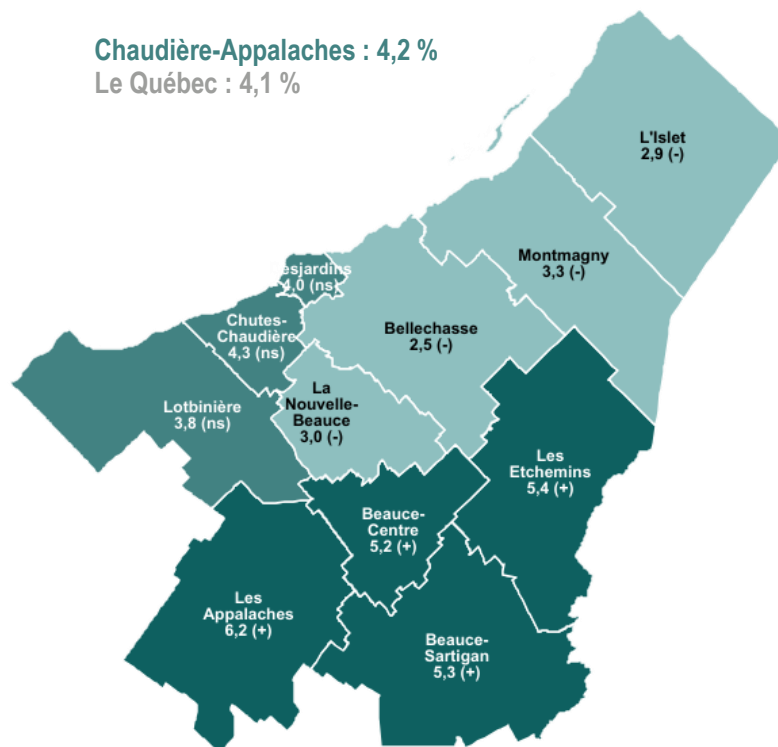 Chaudière-Appalaches : 4,2 %
Le Québec : 4,1 %
L'Islet
2,9 (-)
Montmagny
3,3 (-)
esjardins
4,0 (ns)
Chutes-
Chaudière
4,3 (ns)
Bellechasse
2,5 (-)
Lotbinière
3,8 (ns)
La
Nouvelle-
Beauce
3,0 (-)
Les
Etchemins
5,4 (+)
Beauce-
Centre
5,2 (+)
Les
Appalaches
6,2 (+)
Beauce-
Sartigan
5,3 (+)